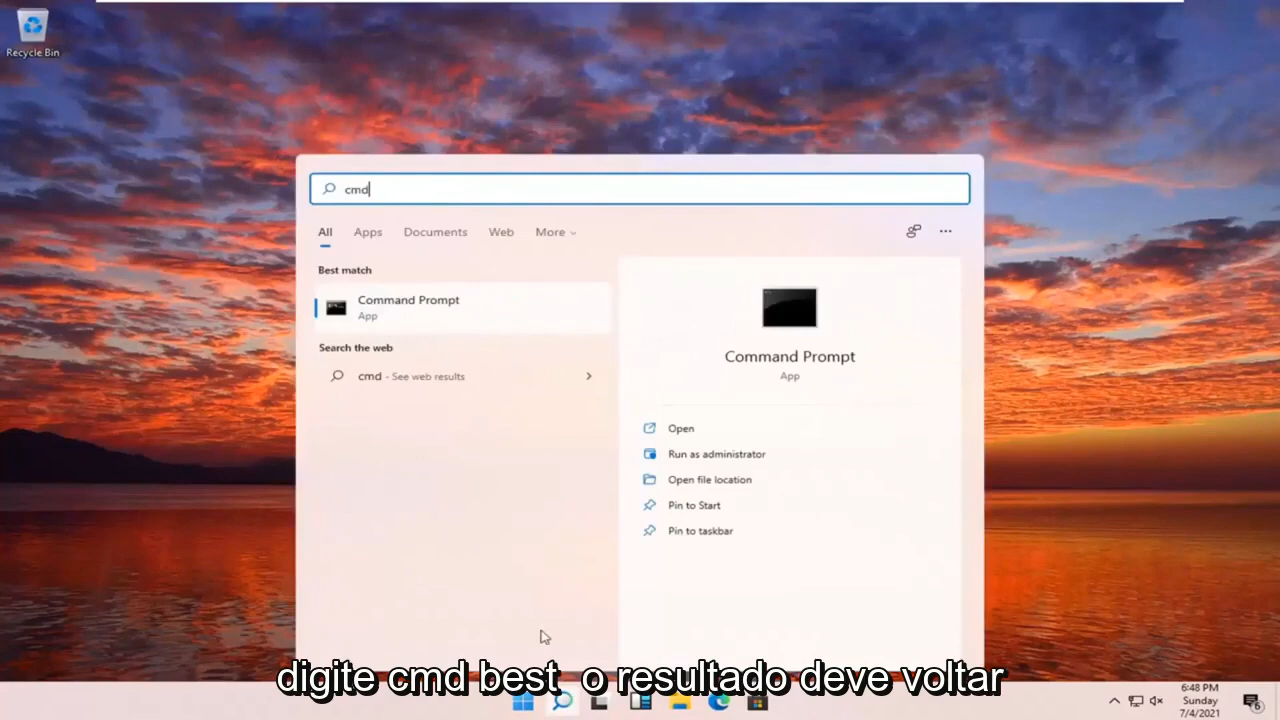 Recycle Bin
cmd
All Apps Documents Web More
Best match
Command Prompt
App
Search the web
cmd - See web results
Command Prompt
App
Open
Run as administrator
Open file location
Pin to Start
Pin to taskbar
digite cmd best o resultado deve voltar
6:48 PM
Sunday
7/4/2021
6